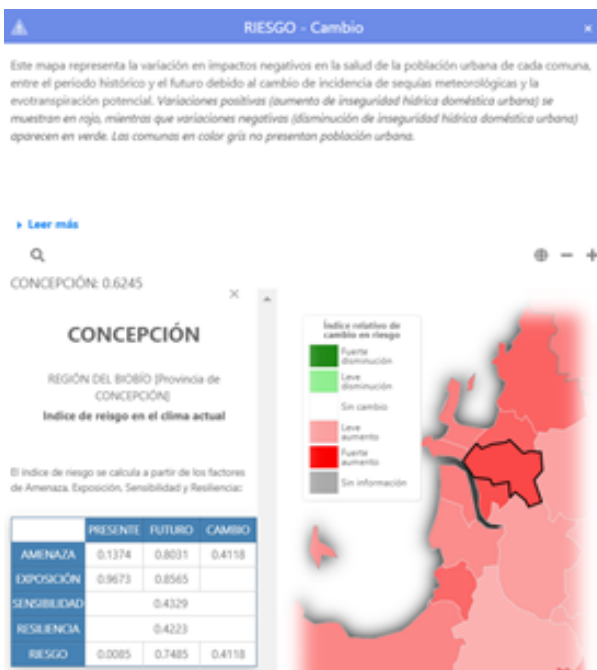 RIESGO - Cambio
×
Este mapa representa la variación en impactos negativos en la salud de la población urbana de cada comuna,
entre el periodo histórico y el futuro debido al cambio de incidencia de sequías meteorológicas y la
evotranspiración potencial. Variaciones positivas (aumento de inseguridad hídrica doméstica urbana) se
muestran en rojo, mientras que variaciones negativas (disminución de inseguridad hídrica doméstica urbana)
aparecen en verde. Las comunas en color gris no presentan población urbana.
Leer más
CONCEPCIÓN: 0.6245
×
CONCEPCIÓN
REGIÓN DEL BIOBÍO [Provincia de
CONCEPCIÓN]
Indice de reisgo en el clima actual
El índice de riesgo se calcula a partir de los factores
de Amenaza, Exposición, Sensibilidad y Resiliencia:
PRESENTE FUTURO CAMBIO
AMENAZA 0.1374 0.8031 0.4118
EXPOSICIÓN 0.9673 0.8565
SENSIBILIDAD 0.4329
RESILIENCIA 0.4223
RIESGO 0.0085 0.7485 0.4118
Índice relativo de
cambio en riesgo
Fuerte
disminución
Leve
disminución
Sin cambio
Leve
aumento
Fuerte
aumento
Sin información